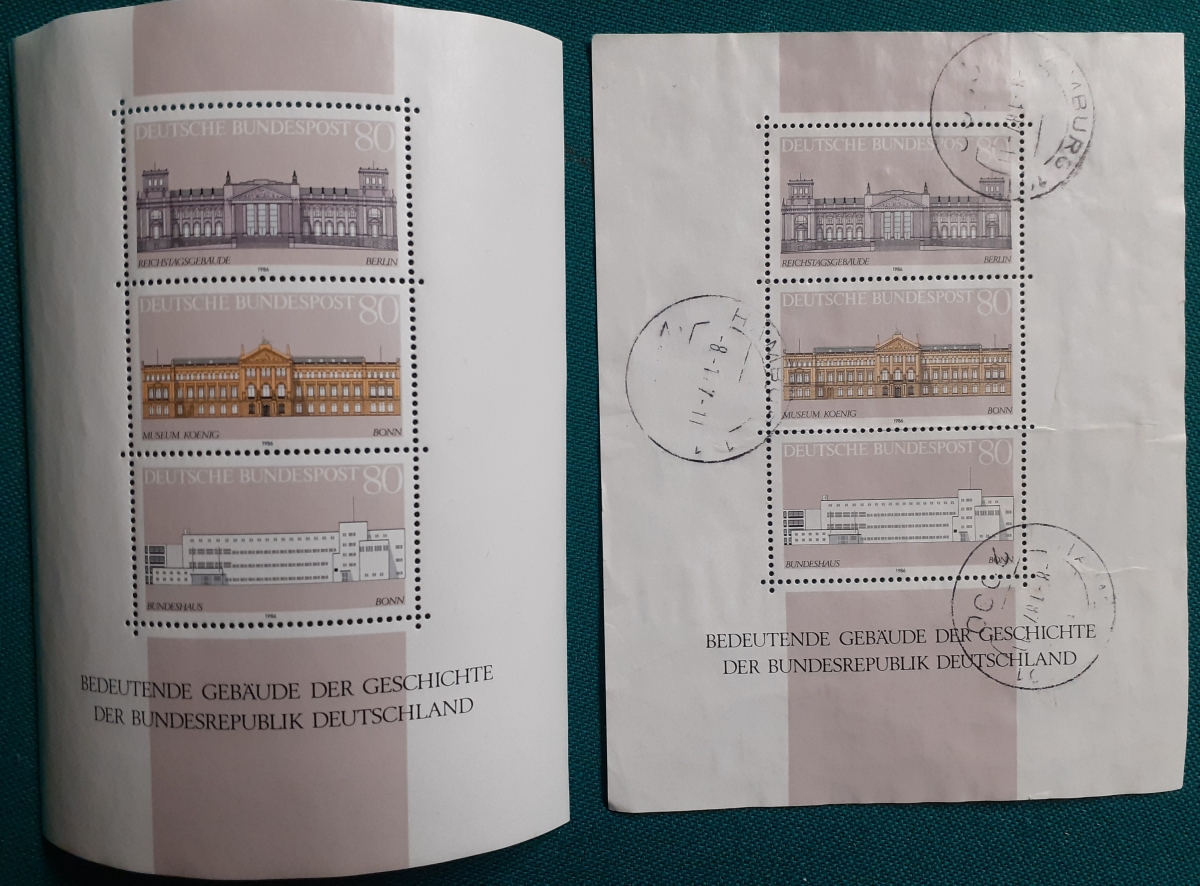 DEUTSCHE BUNDESPOST 80
REICHSTAGSGEBÄUDE BERLIN
1986
DEUTSCHE BUNDESPOST 80
MUSEUM KOENIG BONN
1986
DEUTSCHE BUNDESPOST 80
BUNDESHAUS BONN
1986
BEDEUTENDE GEBÄUDE DER GESCHICHTE
DER BUNDESREPUBLIK DEUTSCHLAND
DEUTSCHE BUNDESPOST 80
REICHSTAGSGEBÄUDE BERLIN
1986
DEUTSCHE BUNDESPOST 80
MUSEUM KOENIG BONN
1986
DEUTSCHE BUNDESPOST 80
BUNDESHAUS BONN
1986
BEDEUTENDE GEBÄUDE DER GESCHICHTE
DER BUNDESREPUBLIK DEUTSCHLAND